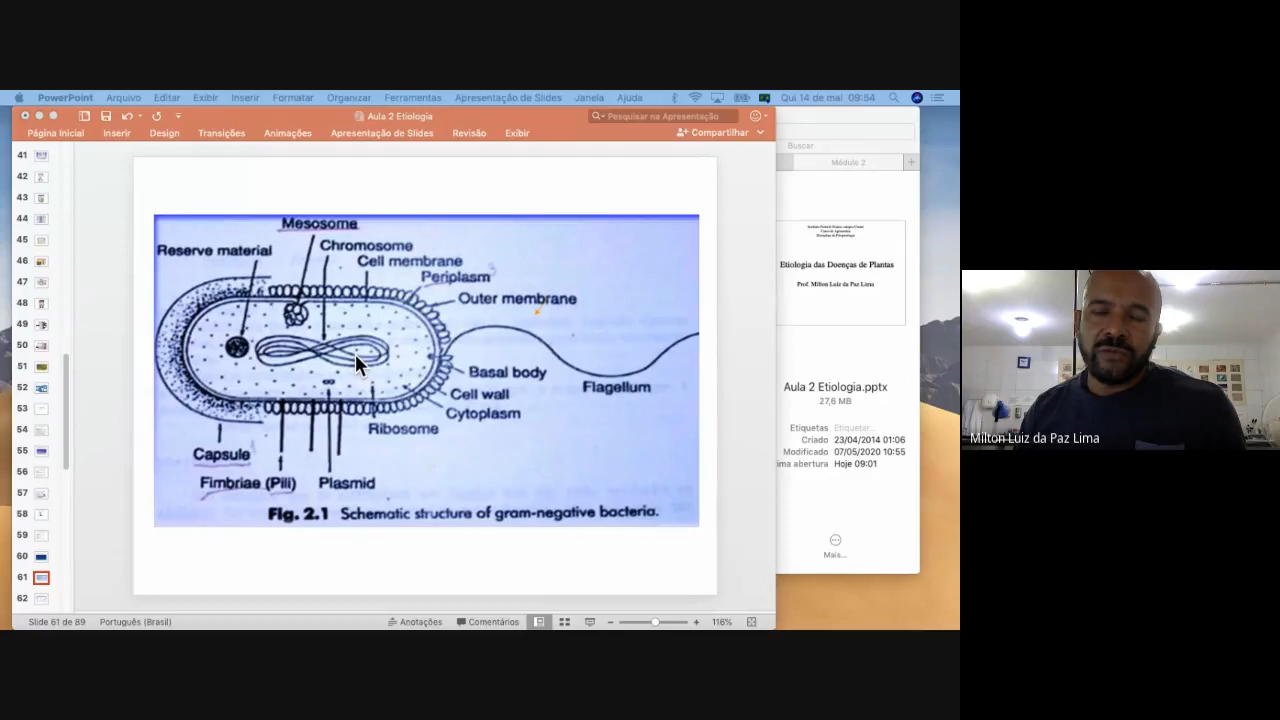 PowerPoint Arquivo Editar Exibir Inserir Formatar Organizar Ferramentas Apresentação de Slides Janela Ajuda Qui 14 de mai 09:54
Aula 2 Etiologia
Pesquisar na Apresentação
Página Inicial Inserir Design Transições Animações Apresentação de Slides Revisão Exibir Compartilhar
41
42
43
44
45
46
47
48
49
50
51
52
53
54
55
56
57
58
59
60
61
62
Mesosome
Reserve material
Chromosome
Cell membrane
Periplasm
Outer membrane
Basal body
Flagellum
Cell wall
Cytoplasm
Ribosome
Capsule
Fimbriae (Pili)
Plasmid
Fig. 2.1 Schematic structure of gram-negative bacteria.
Slide 61 de 89 Português (Brasil) Anotações Comentários 116%
Buscar
Módulo 2
Etiologia das Doenças de Plantas
Prof. Milton Luiz da Paz Lima
Aula 2 Etiologia.pptx
27,6 MB
Etiquetas Etiquetar...
Criado 23/04/2014 01:06
Modificado 07/05/2020 10:55
ima abertura Hoje 09:01
Mais...
Milton Luiz da Paz Lima